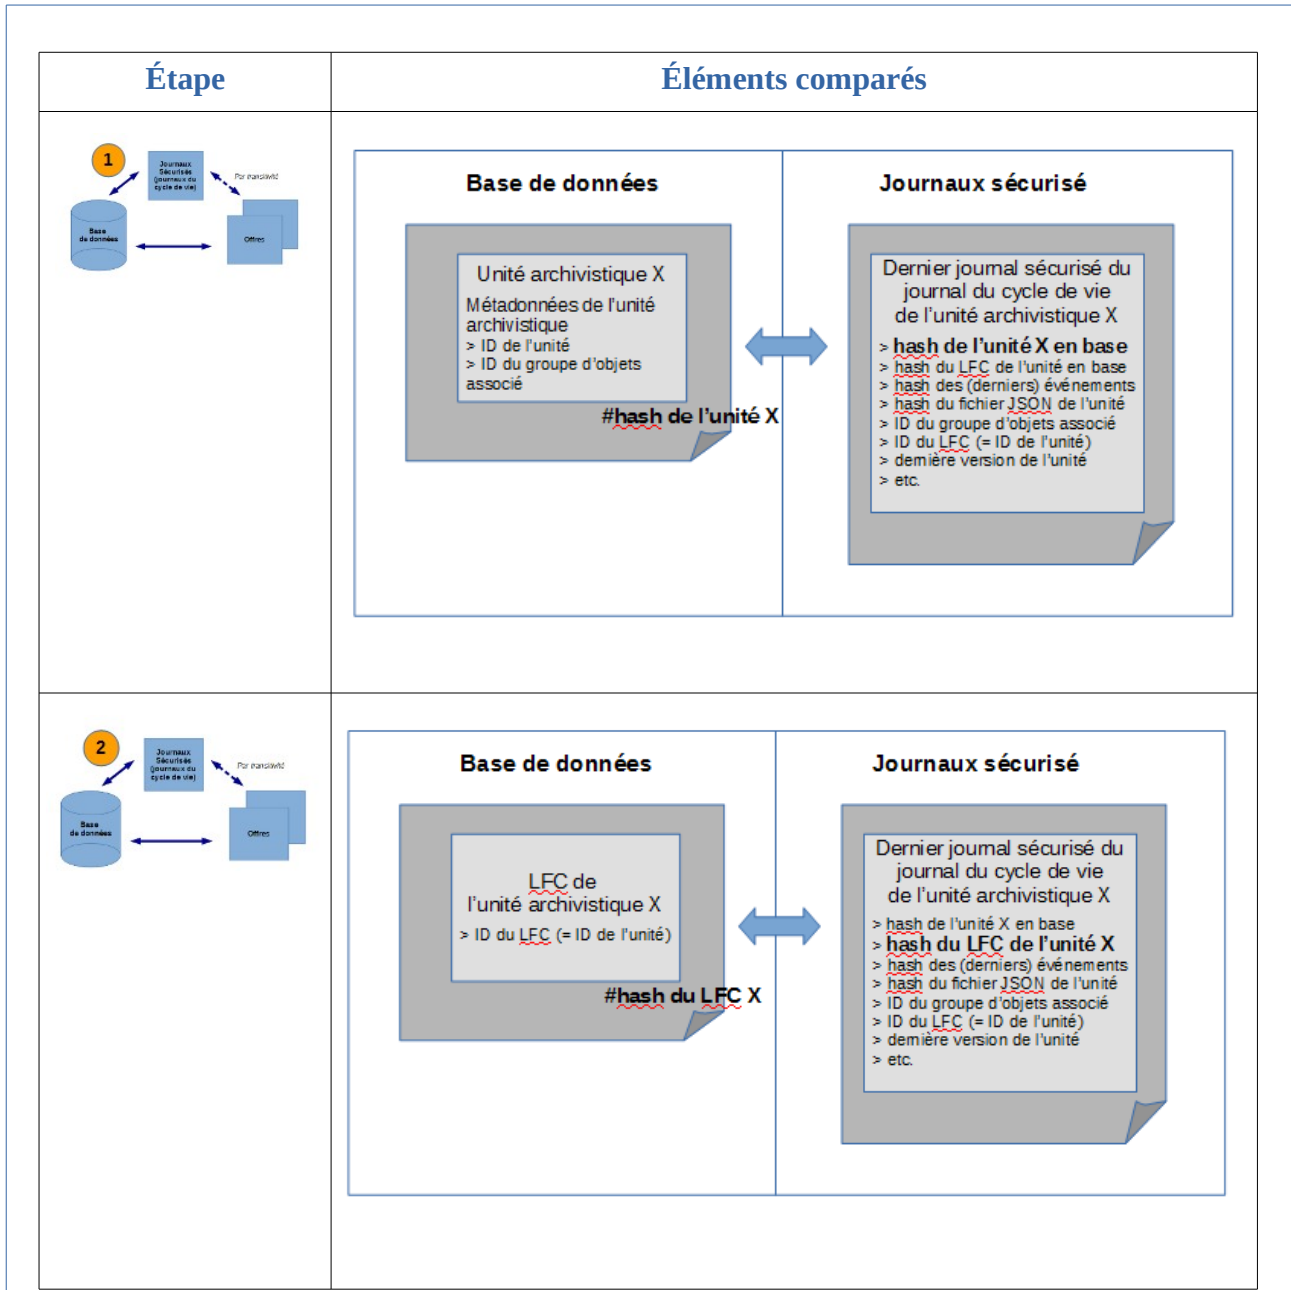 Étape
Éléments comparés
1
Journaux
Sécurisés
(journaux du
cycle de vie)
Par transitivité
Base
de données
Offres
Base de données
Journaux sécurisé
Unité archivistique X
Métadonnées de l'unité
archivistique
> ID de l'unité
> ID du groupe d'objets
associé
#hash de l'unité X
Dernier journal sécurisé du
journal du cycle de vie
de l'unité archivistique X
> hash de l'unité X en base
> hash du LFC de l'unité en base
> hash des (derniers) événements
> hash du fichier JSON de l'unité
> ID du groupe d'objets associé
> ID du LFC (= ID de l'unité)
> dernière version de l'unité
> etc.
2
Journaux
Sécurisés
(journaux du
cycle de vie)
Par transitivité
Base
de données
Offres
Base de données
Journaux sécurisé
LFC de
l'unité archivistique X
> ID du LFC (= ID de l'unité)
#hash du LFC X
Dernier journal sécurisé du
journal du cycle de vie
de l'unité archivistique X
> hash de l'unité X en base
> hash du LFC de l'unité X
> hash des (derniers) événements
> hash du fichier JSON de l'unité
> ID du groupe d'objets associé
> ID du LFC (= ID de l'unité)
> dernière version de l'unité
> etc.